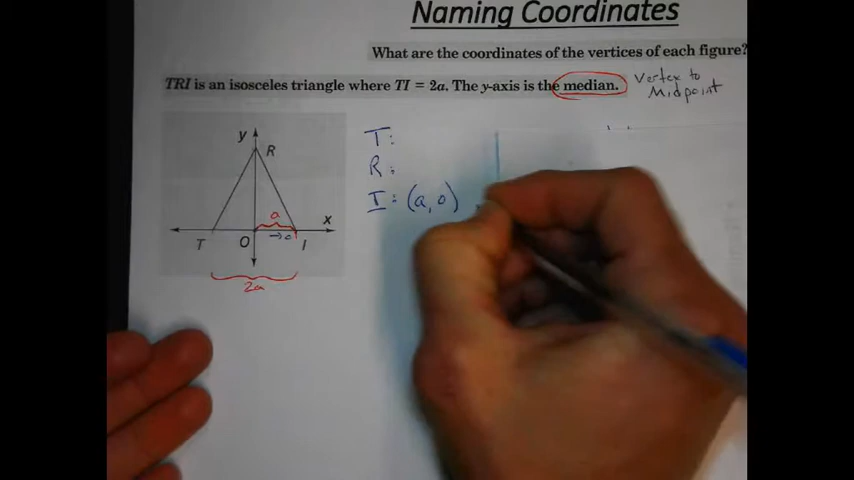 Naming Coordinates
What are the coordinates of the vertices of each figure?
TRI is an isosceles triangle where TI = 2a. The y-axis is the median.
Vertex to
Midpoint
y
R
a
x
T
O
→a
I
2a
T:
R:
I: (a, 0)